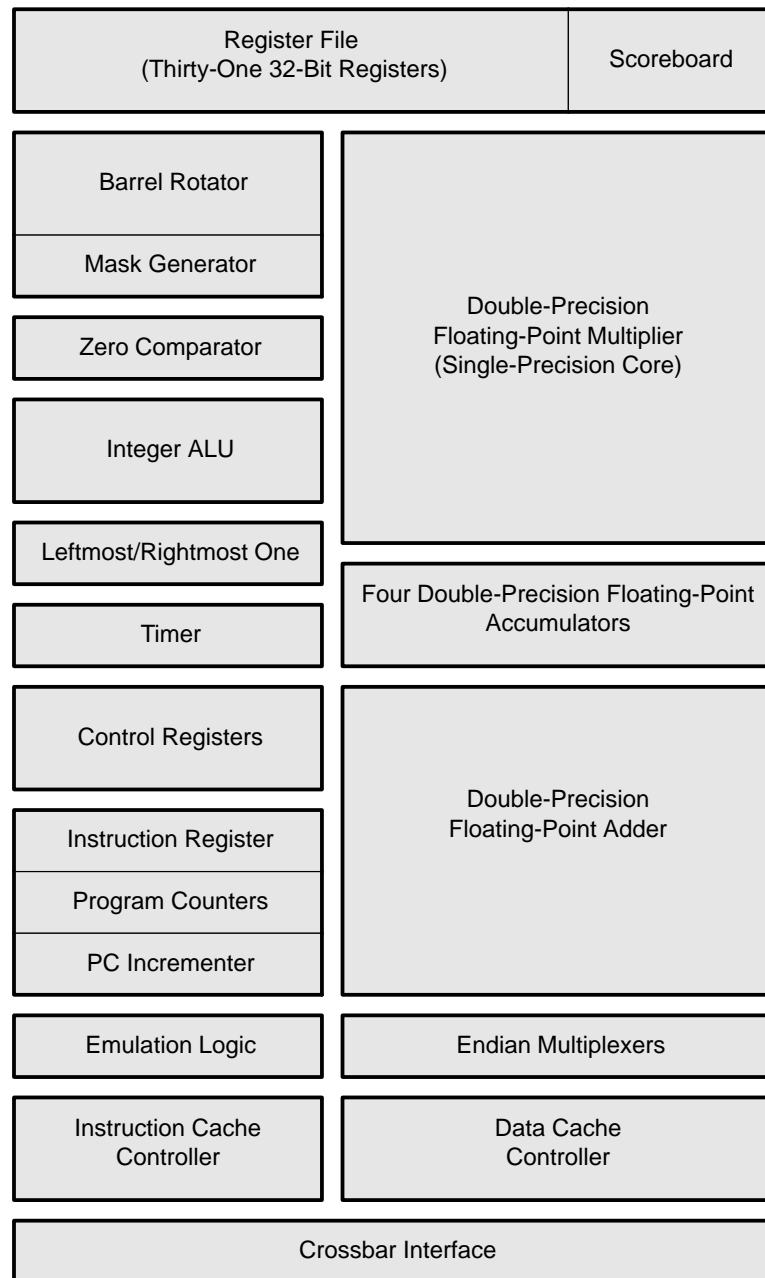 Register File
(Thirty-One 32-Bit Registers)
Scoreboard
Barrel Rotator
Mask Generator
Zero Comparator
Integer ALU
Leftmost/Rightmost One
Timer
Control Registers
Instruction Register
Program Counters
PC Incrementer
Emulation Logic
Instruction Cache
Controller
Double-Precision
Floating-Point Multiplier
(Single-Precision Core)
Four Double-Precision Floating-Point
Accumulators
Double-Precision
Floating-Point Adder
Endian Multiplexers
Data Cache
Controller
Crossbar Interface